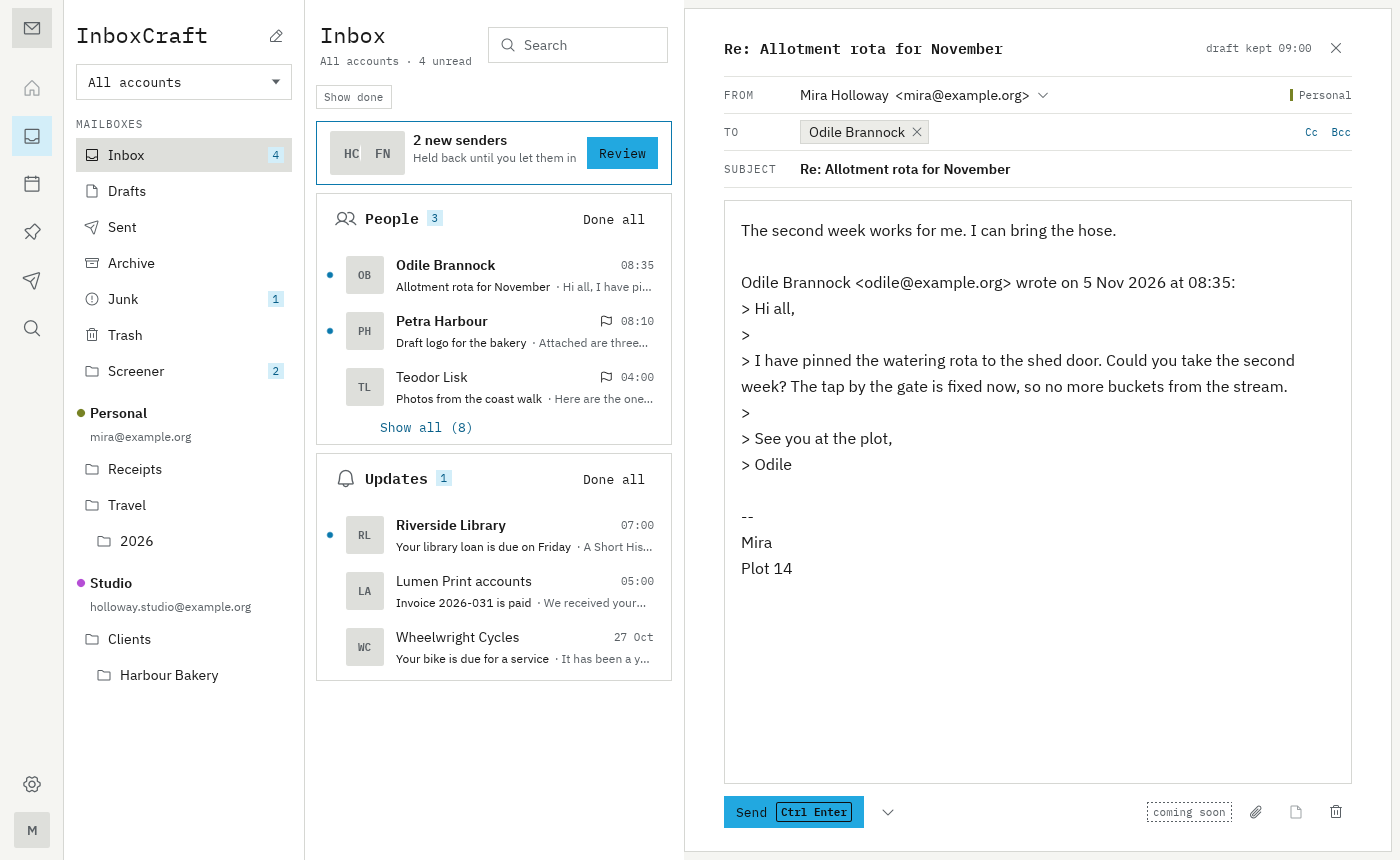 InboxCraft
All accounts
MAILBOXES
Inbox 4
Drafts
Sent
Archive
Junk 1
Trash
Screener 2
Personal
mira@example.org
Receipts
Travel
2026
Studio
holloway.studio@example.org
Clients
Harbour Bakery
M
Inbox
All accounts · 4 unread
Search
Show done
HC FN
2 new senders
Held back until you let them in
Review
People 3
Done all
OB
Odile Brannock 08:35
Allotment rota for November · Hi all, I have pi…
PH
Petra Harbour 08:10
Draft logo for the bakery · Attached are three…
TL
Teodor Lisk 04:00
Photos from the coast walk · Here are the one…
Show all (8)
Updates 1
Done all
RL
Riverside Library 07:00
Your library loan is due on Friday · A Short His…
LA
Lumen Print accounts 05:00
Invoice 2026-031 is paid · We received your…
WC
Wheelwright Cycles 27 Oct
Your bike is due for a service · It has been a y…
Re: Allotment rota for November
draft kept 09:00
FROM Mira Holloway <mira@example.org>
Personal
TO Odile Brannock
Cc Bcc
SUBJECT Re: Allotment rota for November
The second week works for me. I can bring the hose.
Odile Brannock <odile@example.org> wrote on 5 Nov 2026 at 08:35:
> Hi all,
>
> I have pinned the watering rota to the shed door. Could you take the second
week? The tap by the gate is fixed now, so no more buckets from the stream.
>
> See you at the plot,
> Odile
--
Mira
Plot 14
Send Ctrl Enter
coming soon